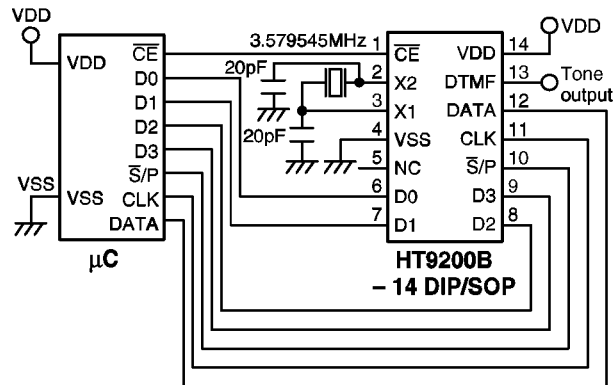 VDD
VDD
VSS
VSS
C̅E̅
D0
D1
D2
D3
S̅/P
CLK
DATA
μC
3.579545MHz
20pF
20pF
1
2
3
4
5
6
7
C̅E̅
X2
X1
VSS
NC
D0
D1
VDD
DTMF
DATA
CLK
S̅/P
D3
D2
14
13
12
11
10
9
8
VDD
Tone
output
HT9200B
– 14 DIP/SOP